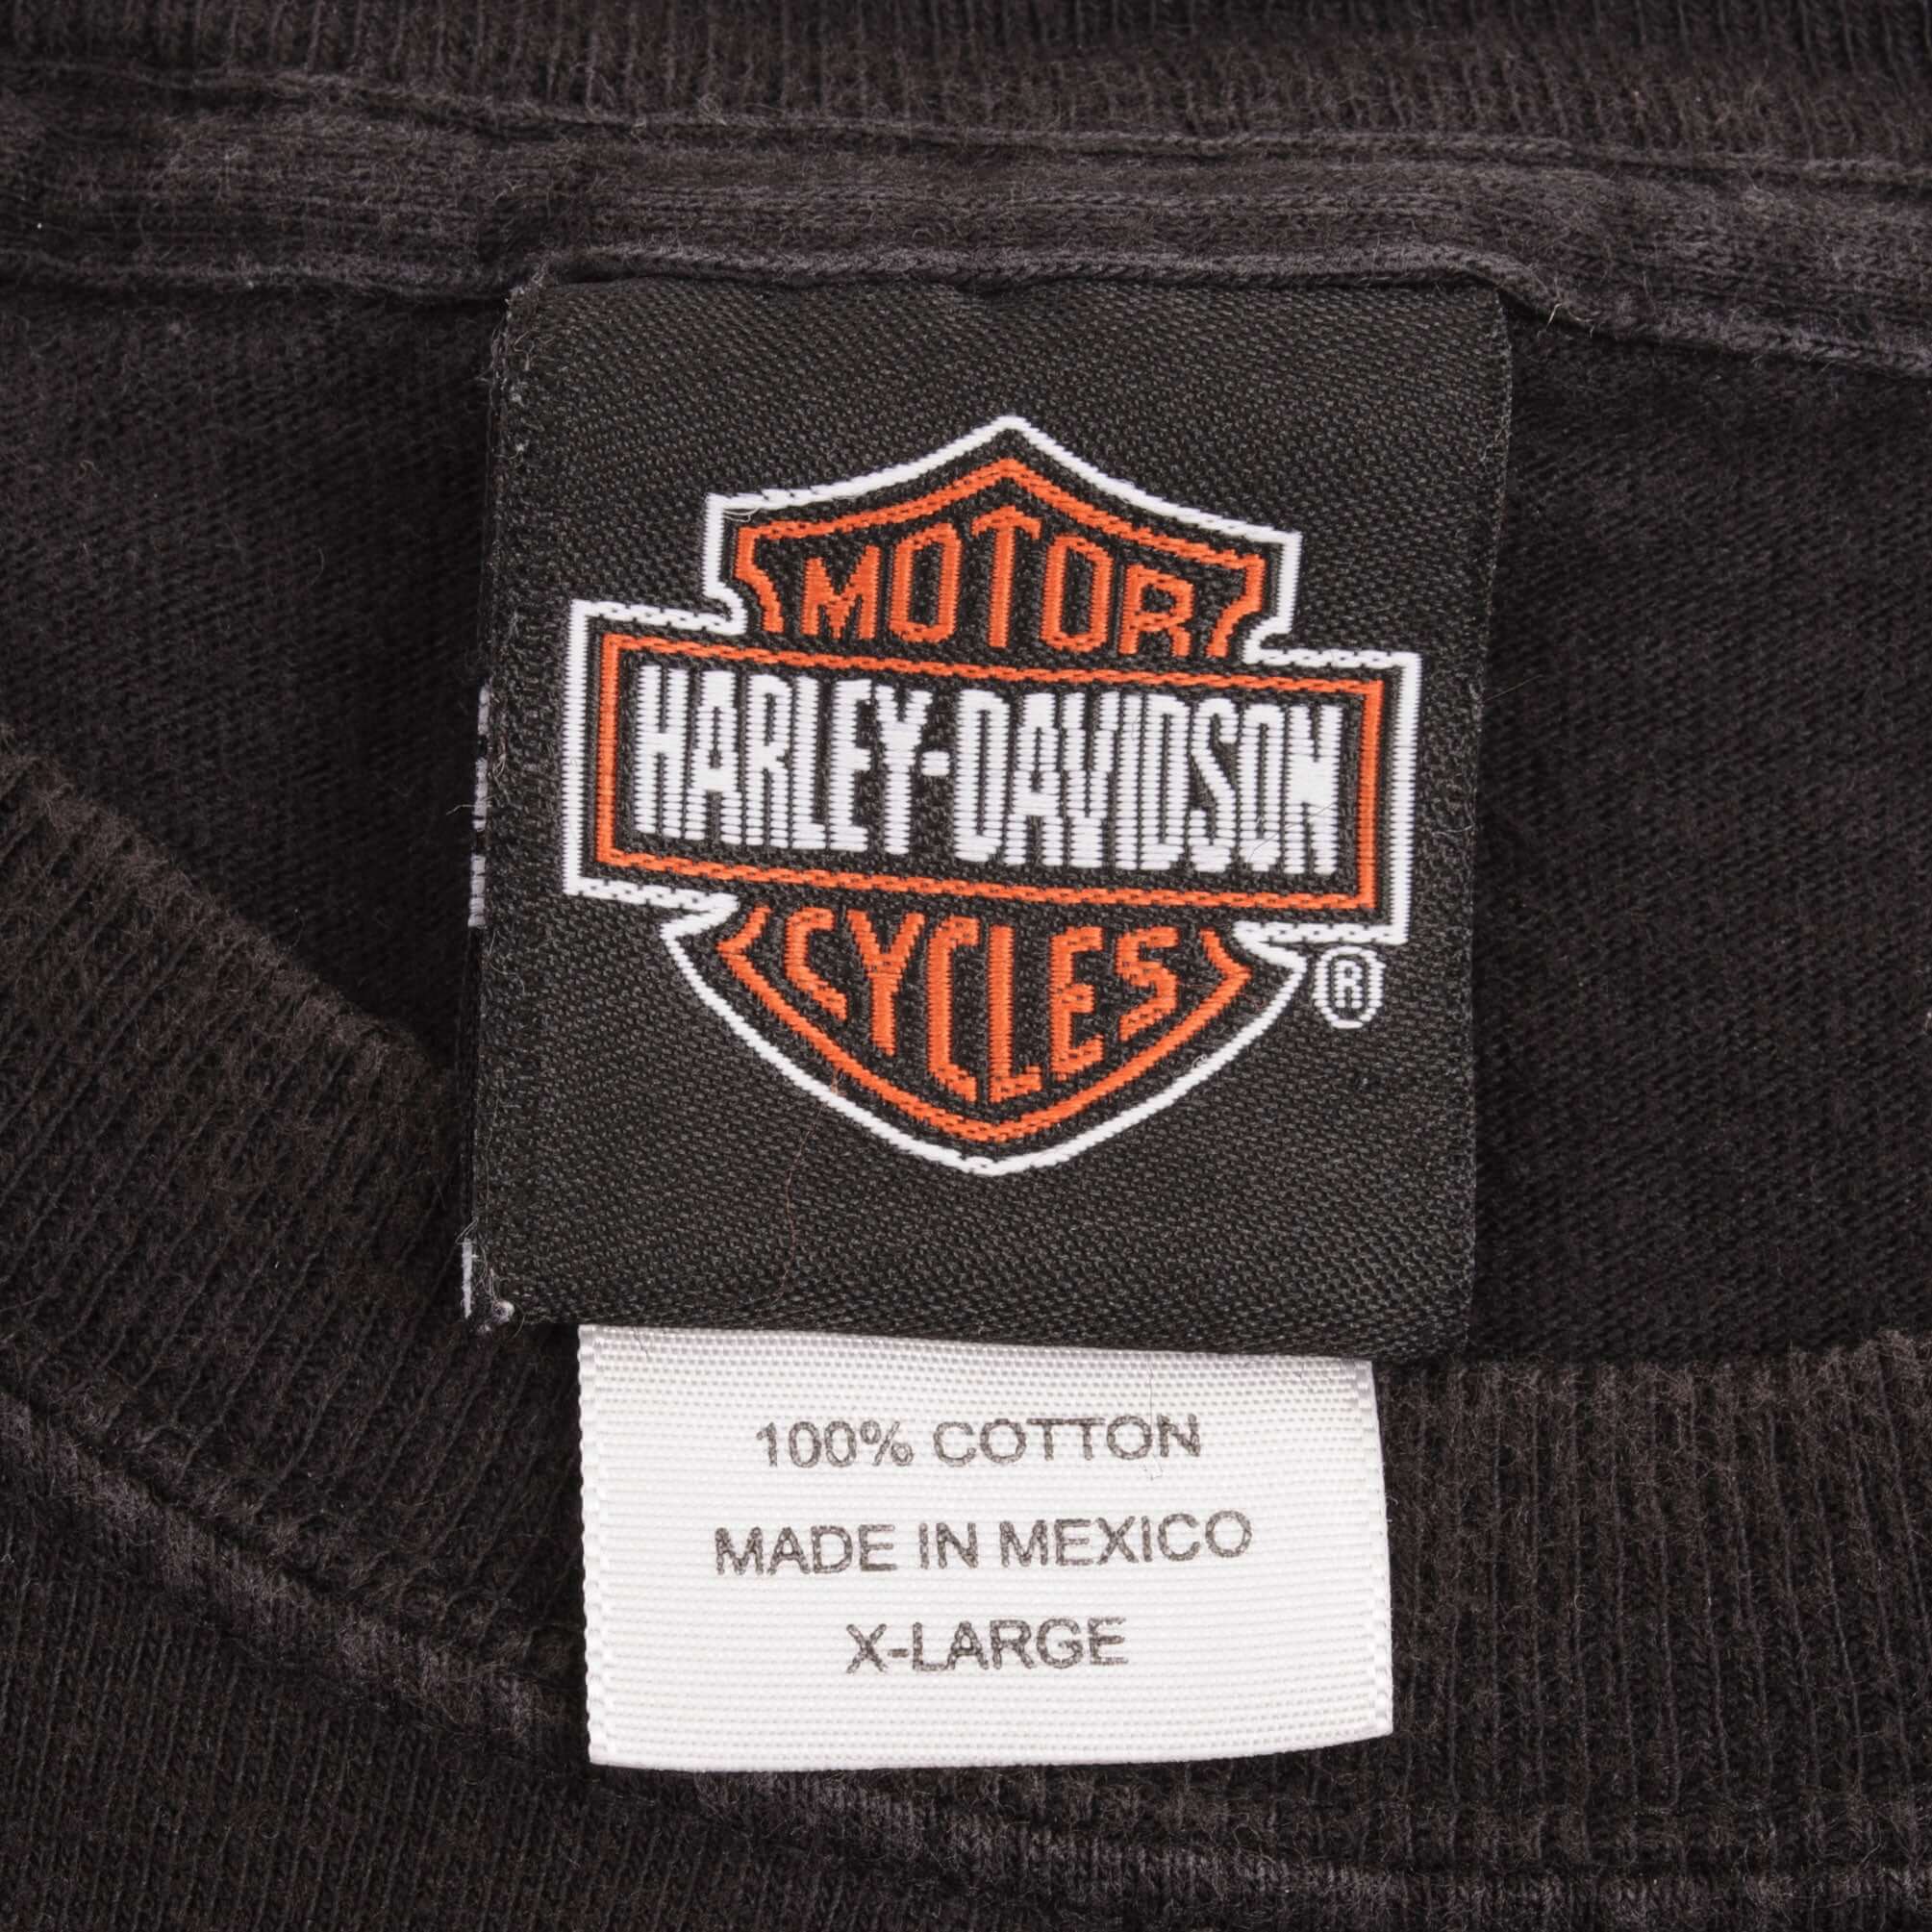 MOTOR
HARLEY-DAVIDSON
CYCLES
®
100% COTTON
MADE IN MEXICO
X-LARGE